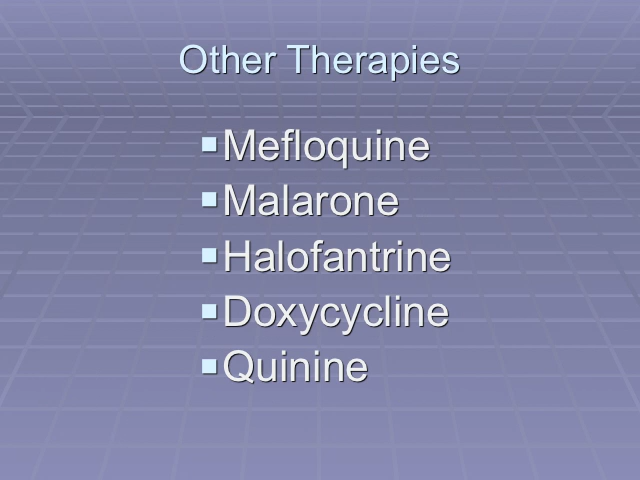 Other Therapies
▪Mefloquine
▪Malarone
▪Halofantrine
▪Doxycycline
▪Quinine